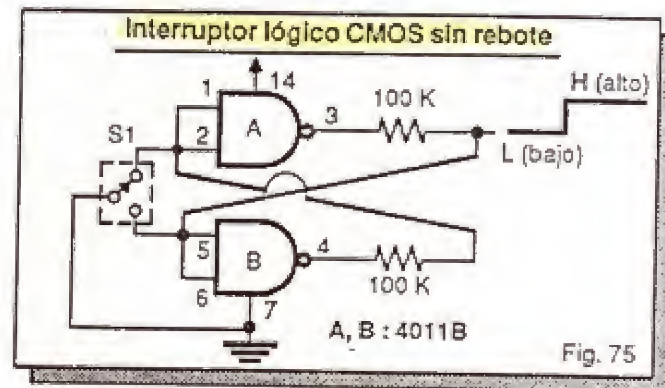 Interruptor lógico CMOS sin rebote
14
1
2
A
3
100 K
H (alto)
L (bajo)
S1
5
6
B
4
7
100 K
A, B : 4011B
Fig. 75